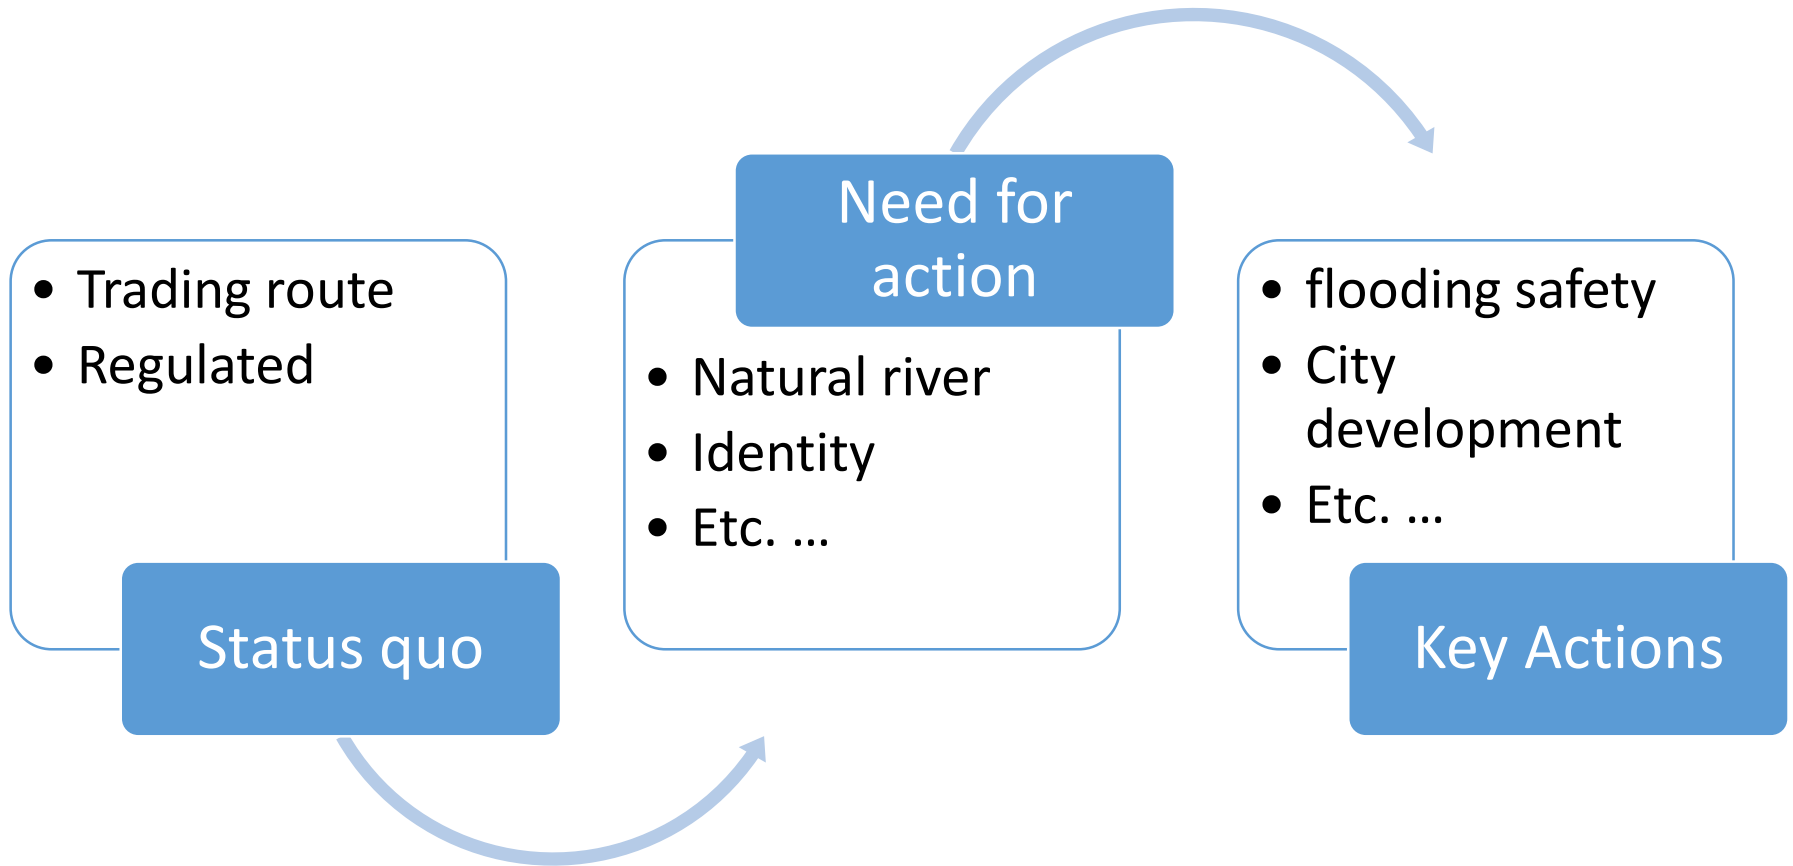 • Trading route
• Regulated
Status quo
Need for
action
• Natural river
• Identity
• Etc. ...
• flooding safety
• City
development
• Etc. ...
Key Actions